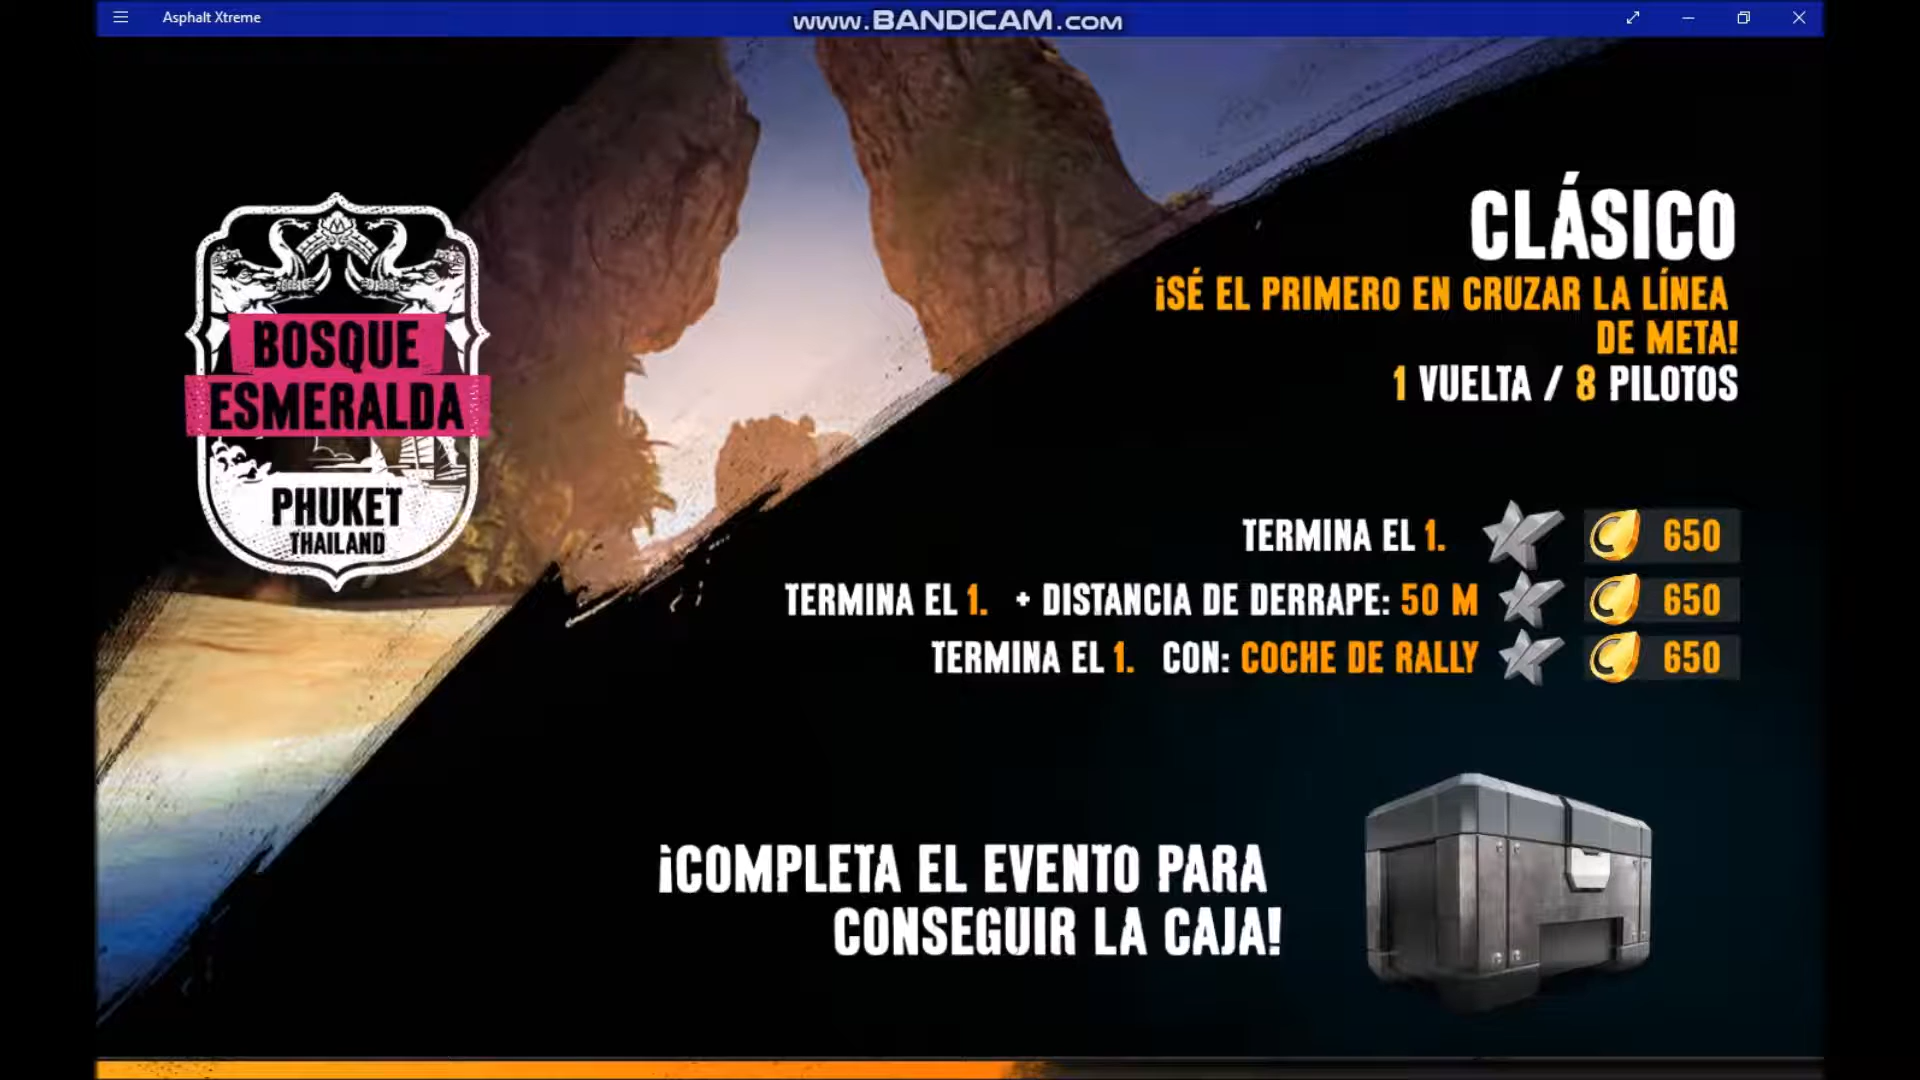 Asphalt Xtreme
www.BANDICAM.com
BOSQUE
ESMERALDA
PHUKET
THAILAND
CLÁSICO
¡SÉ EL PRIMERO EN CRUZAR LA LÍNEA
DE META!
1 VUELTA / 8 PILOTOS
TERMINA EL 1. 650
TERMINA EL 1. + DISTANCIA DE DERRAPE: 50 M 650
TERMINA EL 1. CON: COCHE DE RALLY 650
¡COMPLETA EL EVENTO PARA
CONSEGUIR LA CAJA!